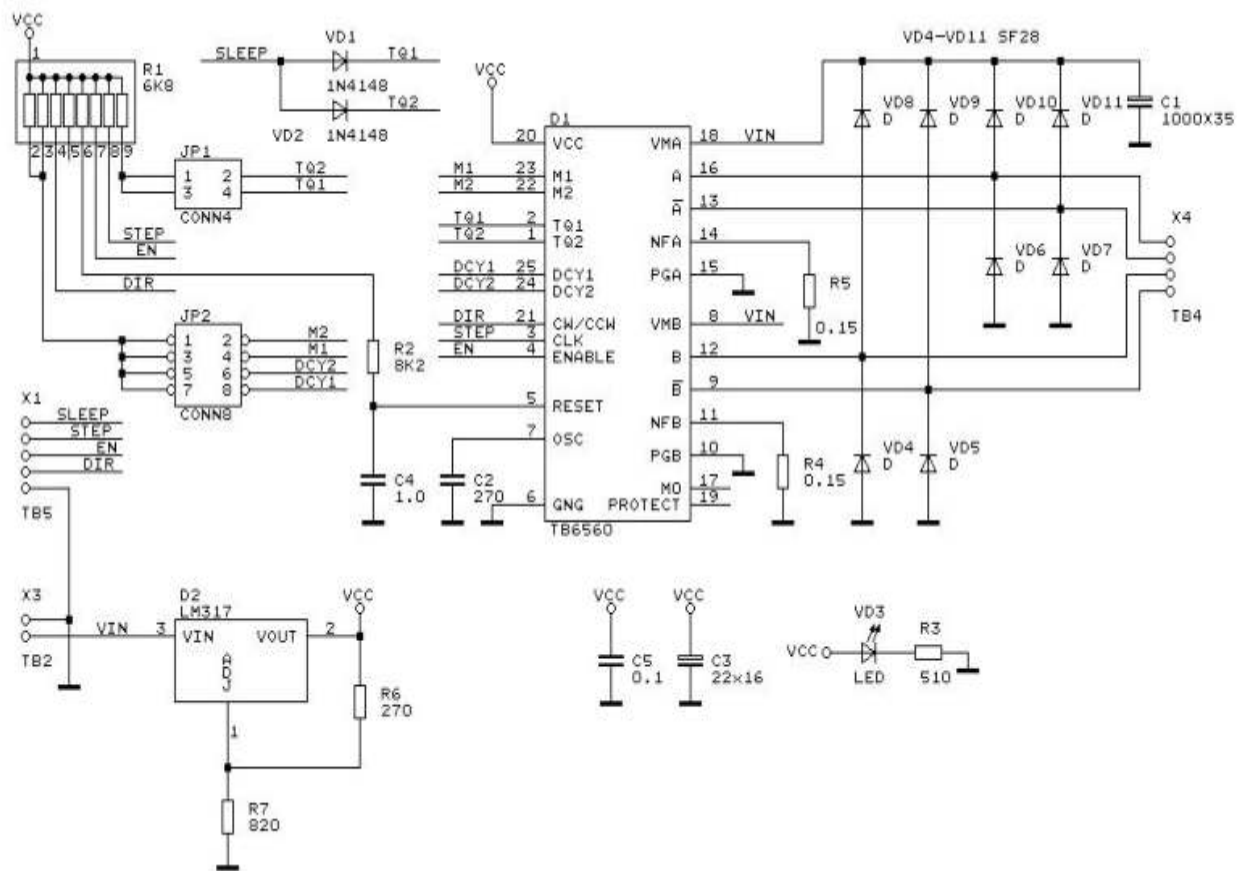 VCC
1
R1
6K8
2 3 4 5 6 7 8 9
SLEEP
VD1
TQ1
1N4148
TQ2
VD2
1N4148
JP1
1 2
3 4
CONN4
TQ2
TQ1
STEP
EN
DIR
JP2
1 2
3 4
5 6
7 8
CONN8
M2
M1
DCY2
DCY1
R2
8K2
X1
SLEEP
STEP
EN
DIR
TB5
C4
1.0
C2
270
VCC
D1
20 VCC
M1 23 M1
M2 22 M2
TQ1 2 TQ1
TQ2 1 TQ2
DCY1 25 DCY1
DCY2 24 DCY2
DIR 21 CW/CCW
STEP 3 CLK
EN 4 ENABLE
5 RESET
7 OSC
6 GNG
TB6560
VMA 18 VIN
A 16
A 13
NFA 14
PGA 15
VMB 8 VIN
B 12
B 9
NFB 11
PGB 10
MO 17
PROTECT 19
R5
0.15
R4
0.15
VD4-VD11 SF28
VD8
D
VD9
D
VD10
D
VD11
D
C1
1000X35
VD6
D
VD7
D
X4
TB4
VD4
D
VD5
D
X3
VIN
TB2
D2
LM317
3 VIN
VOUT 2
ADJ
1
VCC
R6
270
R7
820
VCC
C5
0.1
VCC
C3
22x16
VD3
VCC
LED
R3
510